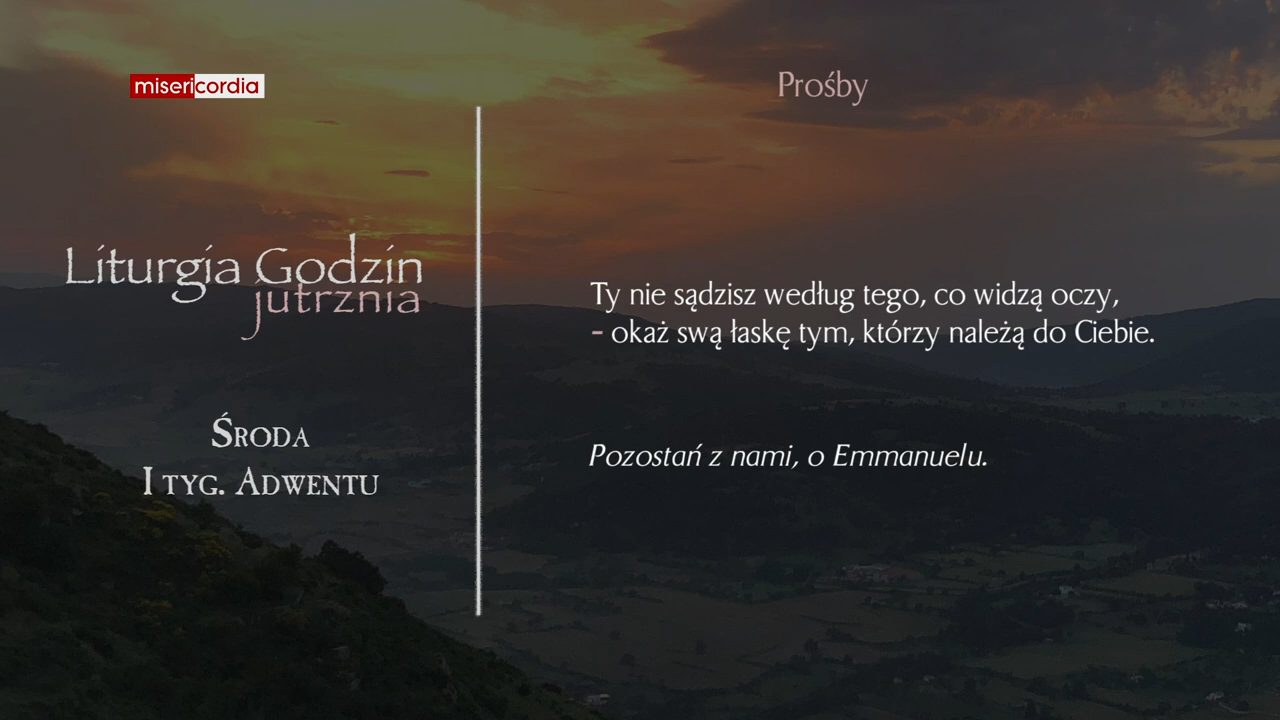 misericordia
Prośby
Liturgia Godzin
jutrznia
Środa
I tyg. Adwentu
Ty nie sądzisz według tego, co widzą oczy,
- okaż swą łaskę tym, którzy należą do Ciebie.
Pozostań z nami, o Emmanuelu.